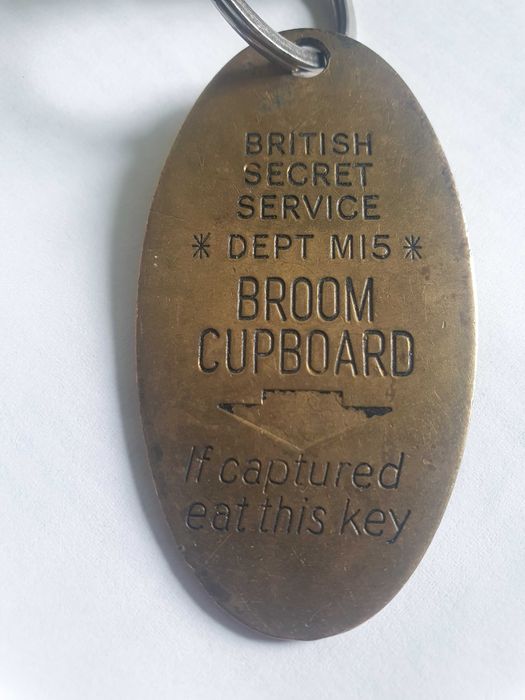 BRITISH
SECRET
SERVICE
* DEPT MI5 *
BROOM
CUPBOARD
If captured
eat this key